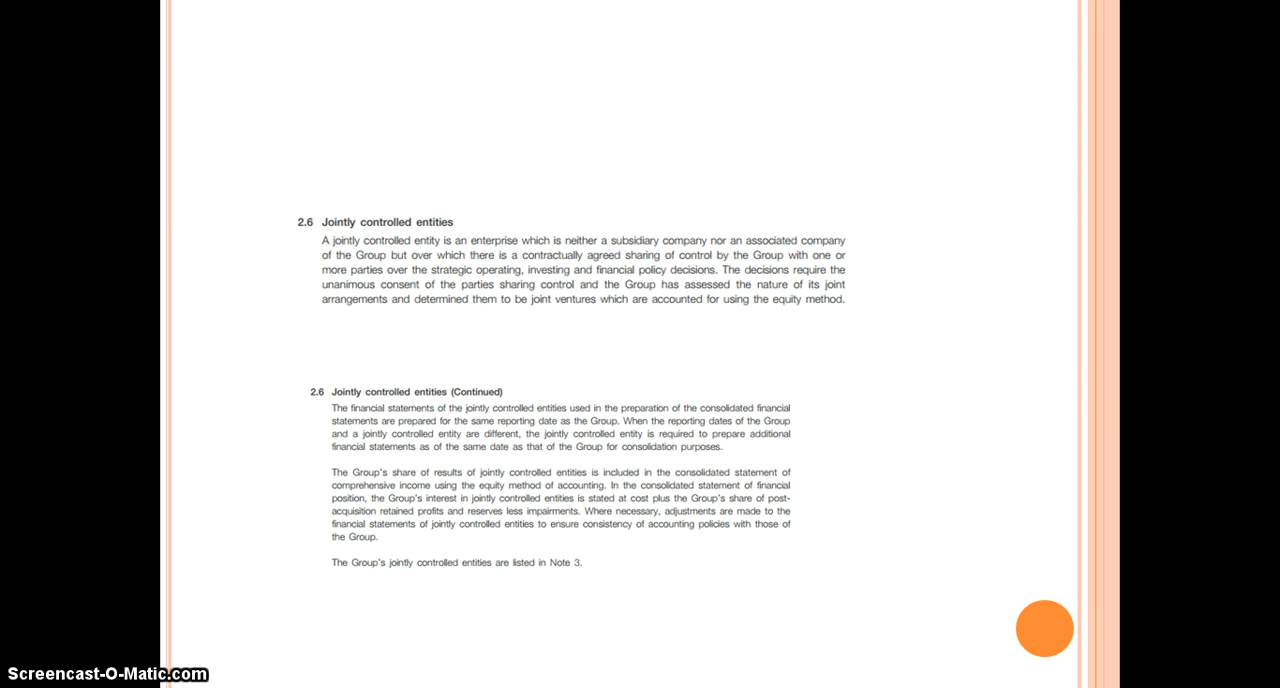 2.6 Jointly controlled entities
A jointly controlled entity is an enterprise which is neither a subsidiary company nor an associated company
of the Group but over which there is a contractually agreed sharing of control by the Group with one or
more parties over the strategic operating, investing and financial policy decisions. The decisions require the
unanimous consent of the parties sharing control and the Group has assessed the nature of its joint
arrangements and determined them to be joint ventures which are accounted for using the equity method.
2.6 Jointly controlled entities (Continued)
The financial statements of the jointly controlled entities used in the preparation of the consolidated financial
statements are prepared for the same reporting date as the Group. When the reporting dates of the Group
and a jointly controlled entity are different, the jointly controlled entity is required to prepare additional
financial statements as of the same date as that of the Group for consolidation purposes.
The Group's share of results of jointly controlled entities is included in the consolidated statement of
comprehensive income using the equity method of accounting. In the consolidated statement of financial
position, the Group's interest in jointly controlled entities is stated at cost plus the Group's share of post-
acquisition retained profits and reserves less impairments. Where necessary, adjustments are made to the
financial statements of jointly controlled entities to ensure consistency of accounting policies with those of
the Group.
The Group's jointly controlled entities are listed in Note 3.
Screencast-O-Matic.com